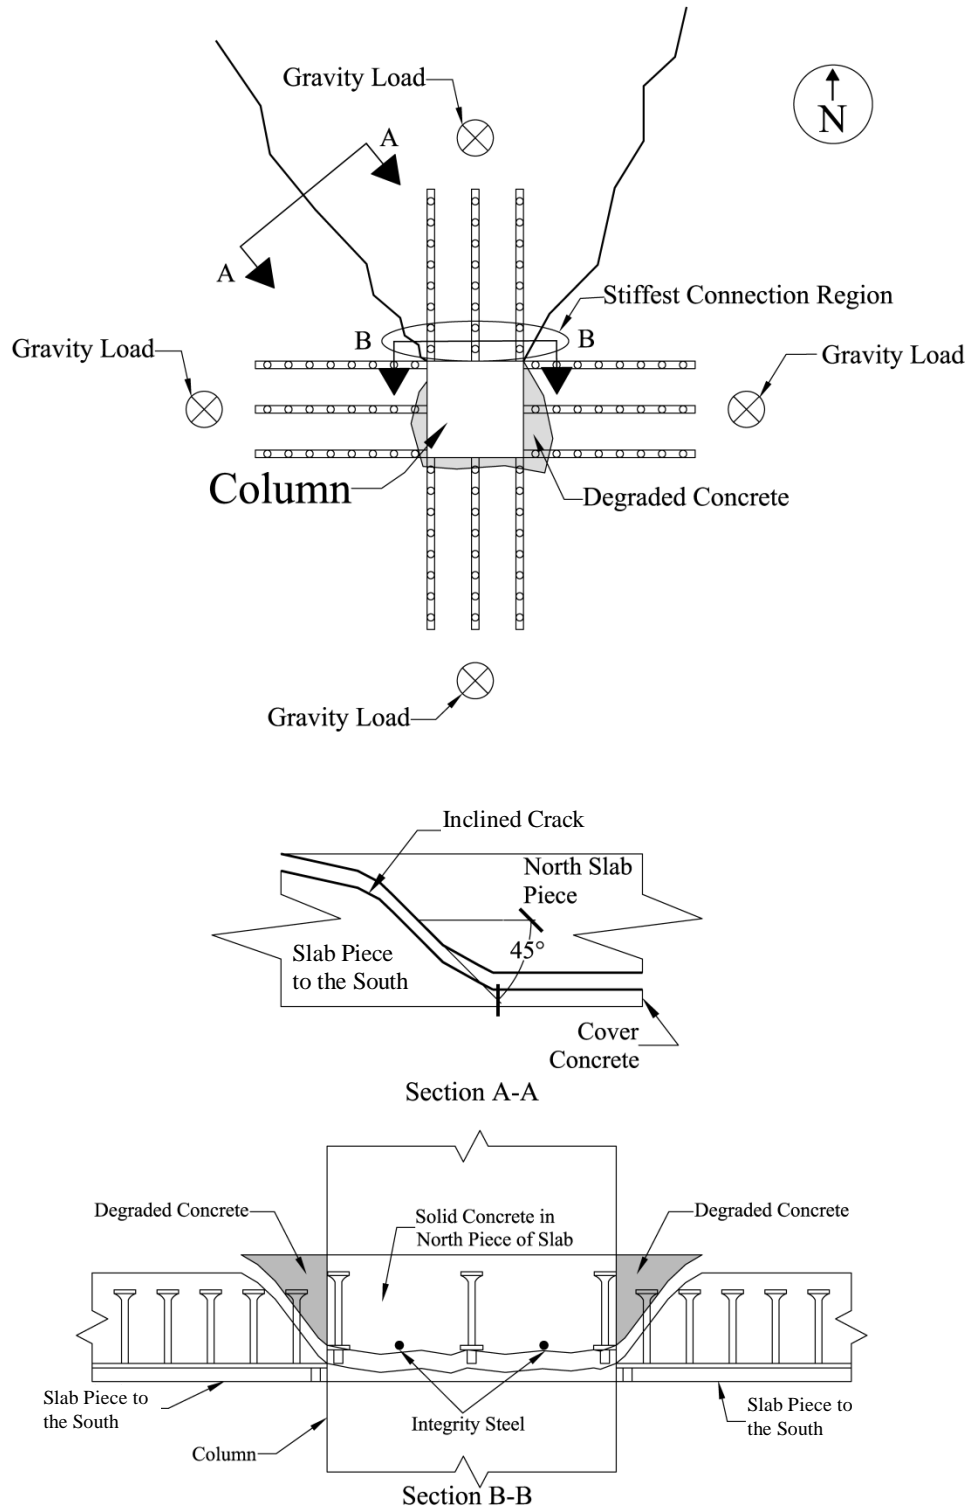 Gravity Load
N
A
A
Stiffest Connection Region
B
B
Gravity Load
Gravity Load
Column
Degraded Concrete
Gravity Load
Inclined Crack
North Slab
Piece
45°
Slab Piece
to the South
Cover
Concrete
Section A-A
Degraded Concrete
Solid Concrete in
North Piece of Slab
Degraded Concrete
Slab Piece to
the South
Integrity Steel
Slab Piece to
the South
Column
Section B-B